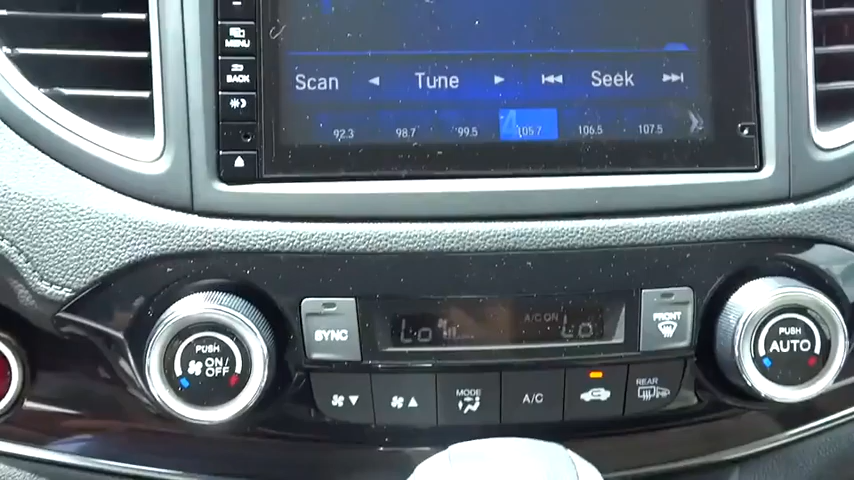 MENU
BACK
Scan Tune Seek
92.3 98.7 99.5 105.7 106.5 107.5
PUSH
ON/
OFF
SYNC
Lo A/C ON Lo
FRONT
PUSH
AUTO
MODE
A/C
REAR